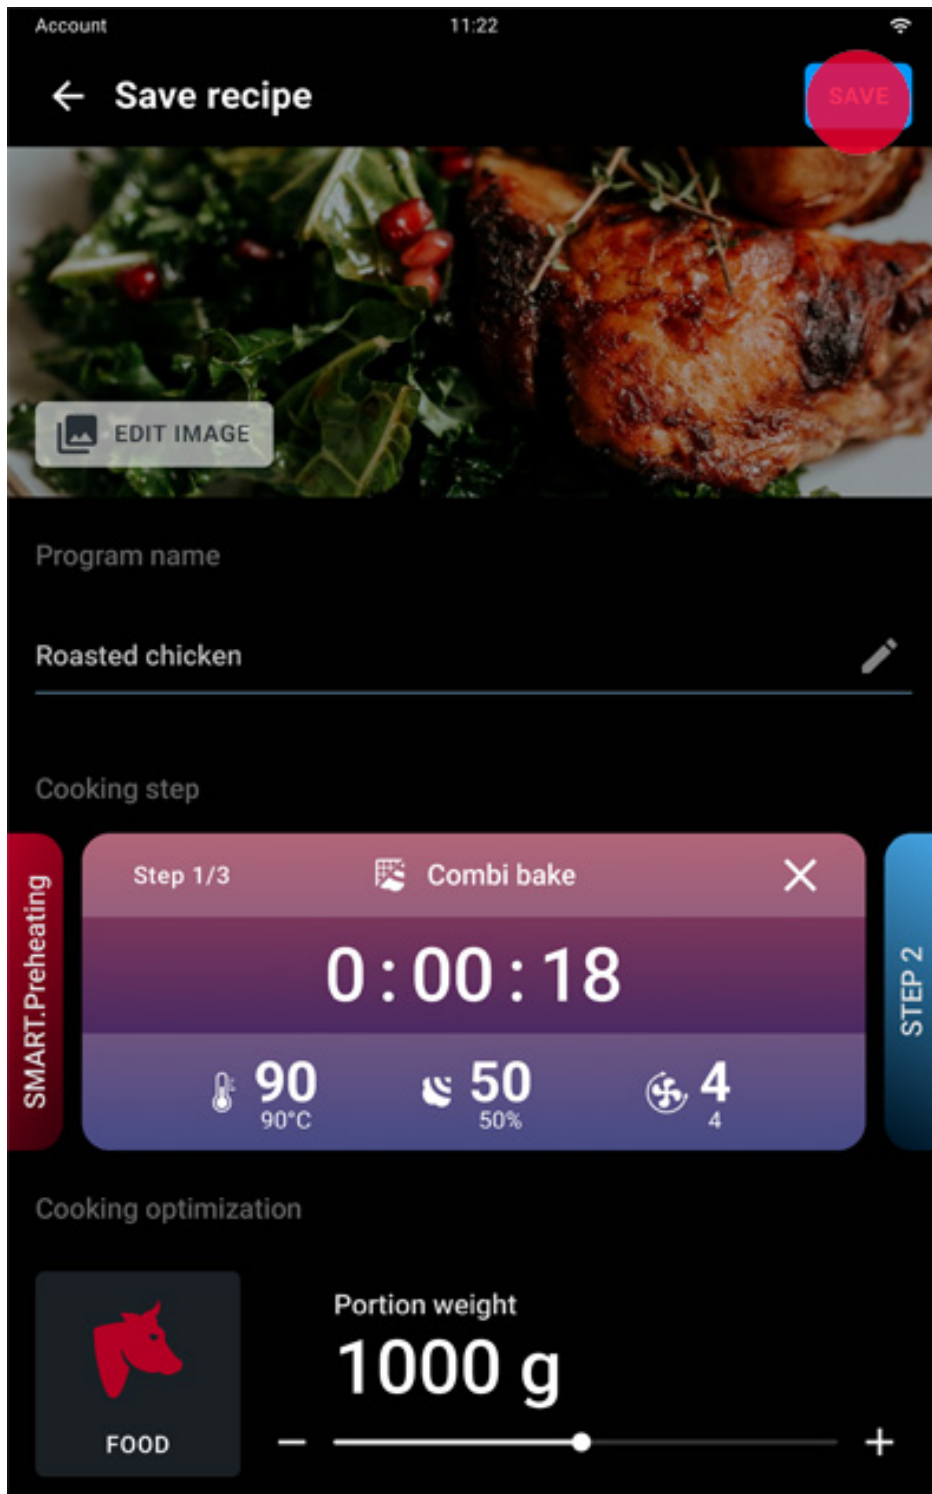 Account 11:22
Save recipe SAVE
EDIT IMAGE
Program name
Roasted chicken
Cooking step
SMART.Preheating
Step 1/3 Combi bake
0:00:18
90 50 4
90°C 50% 4
STEP 2
Cooking optimization
Portion weight
1000 g
FOOD